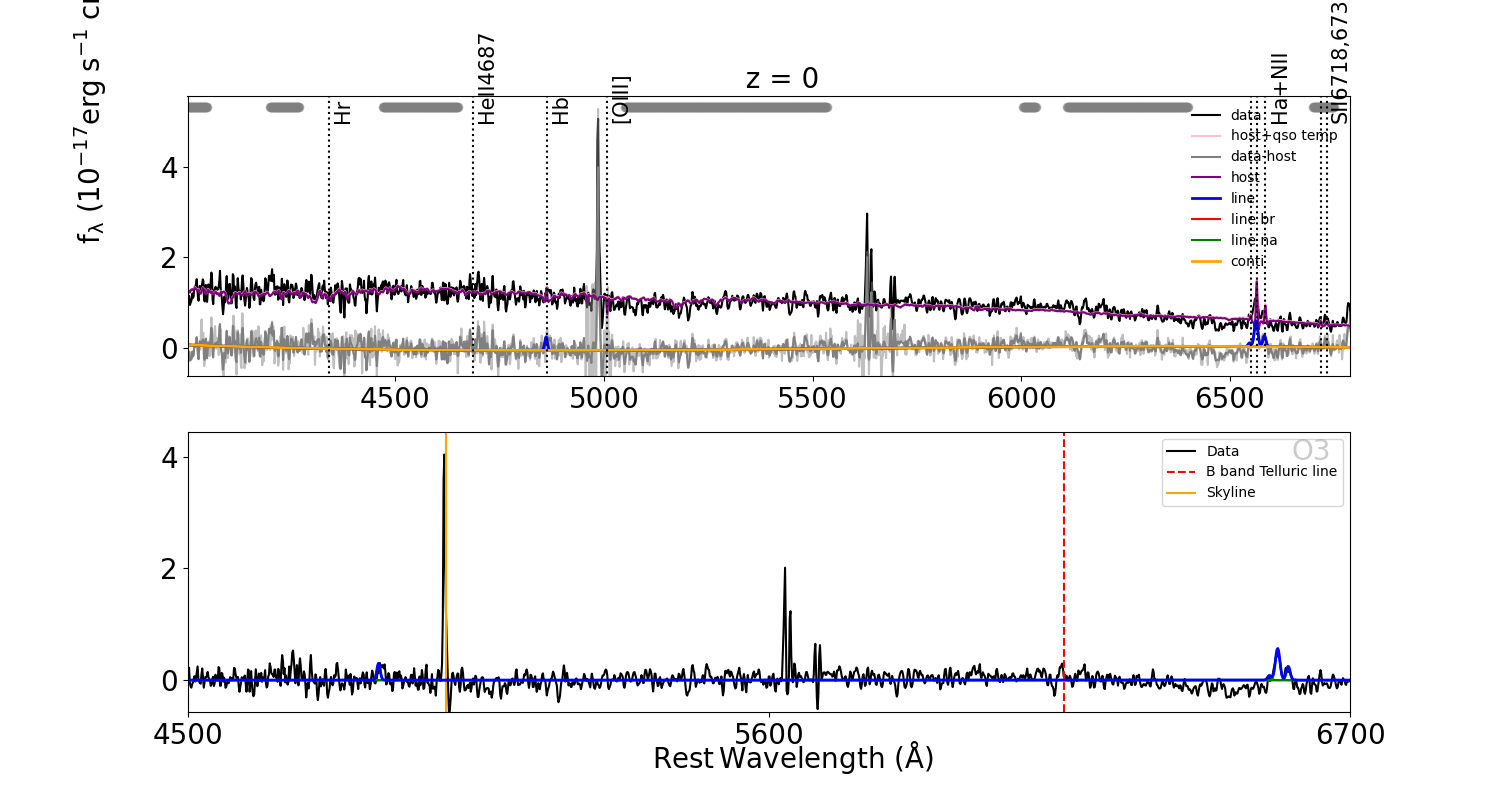 z = 0
fλ (10⁻¹⁷erg s⁻¹
Hr
HeII4687
Hb
[OIII]
Ha+NII
SII6718,673
data
host+qso temp
data-host
host
line
line br
line na
conti
4
2
0
4500
5000
5500
6000
6500
O3
Data
B band Telluric line
Skyline
4
2
0
4500
5600
6700
Rest Wavelength (Å)